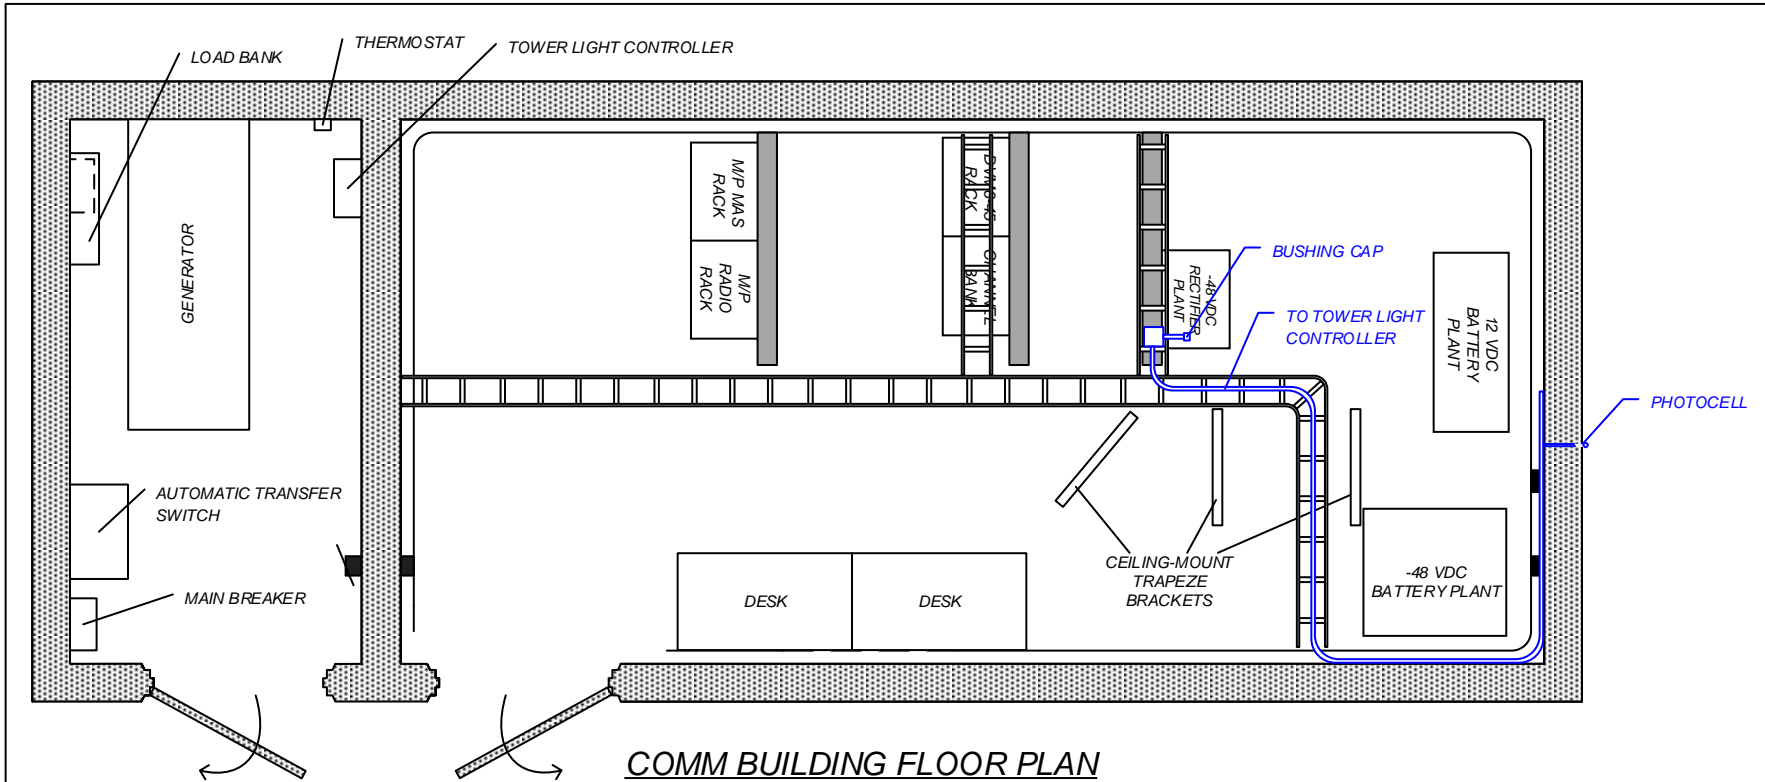 LOAD BANK
THERMOSTAT
TOWER LIGHT CONTROLLER
GENERATOR
M/P MAS
RACK
M/P
RADIO
RACK
DVM6-45
RACK
CHANNEL
BANK
-48 VDC
RECTIFIER
PLANT
BUSHING CAP
TO TOWER LIGHT
CONTROLLER
12 VDC
BATTERY
PLANT
PHOTOCELL
AUTOMATIC TRANSFER
SWITCH
MAIN BREAKER
DESK
DESK
CEILING-MOUNT
TRAPEZE
BRACKETS
-48 VDC
BATTERY PLANT
COMM BUILDING FLOOR PLAN